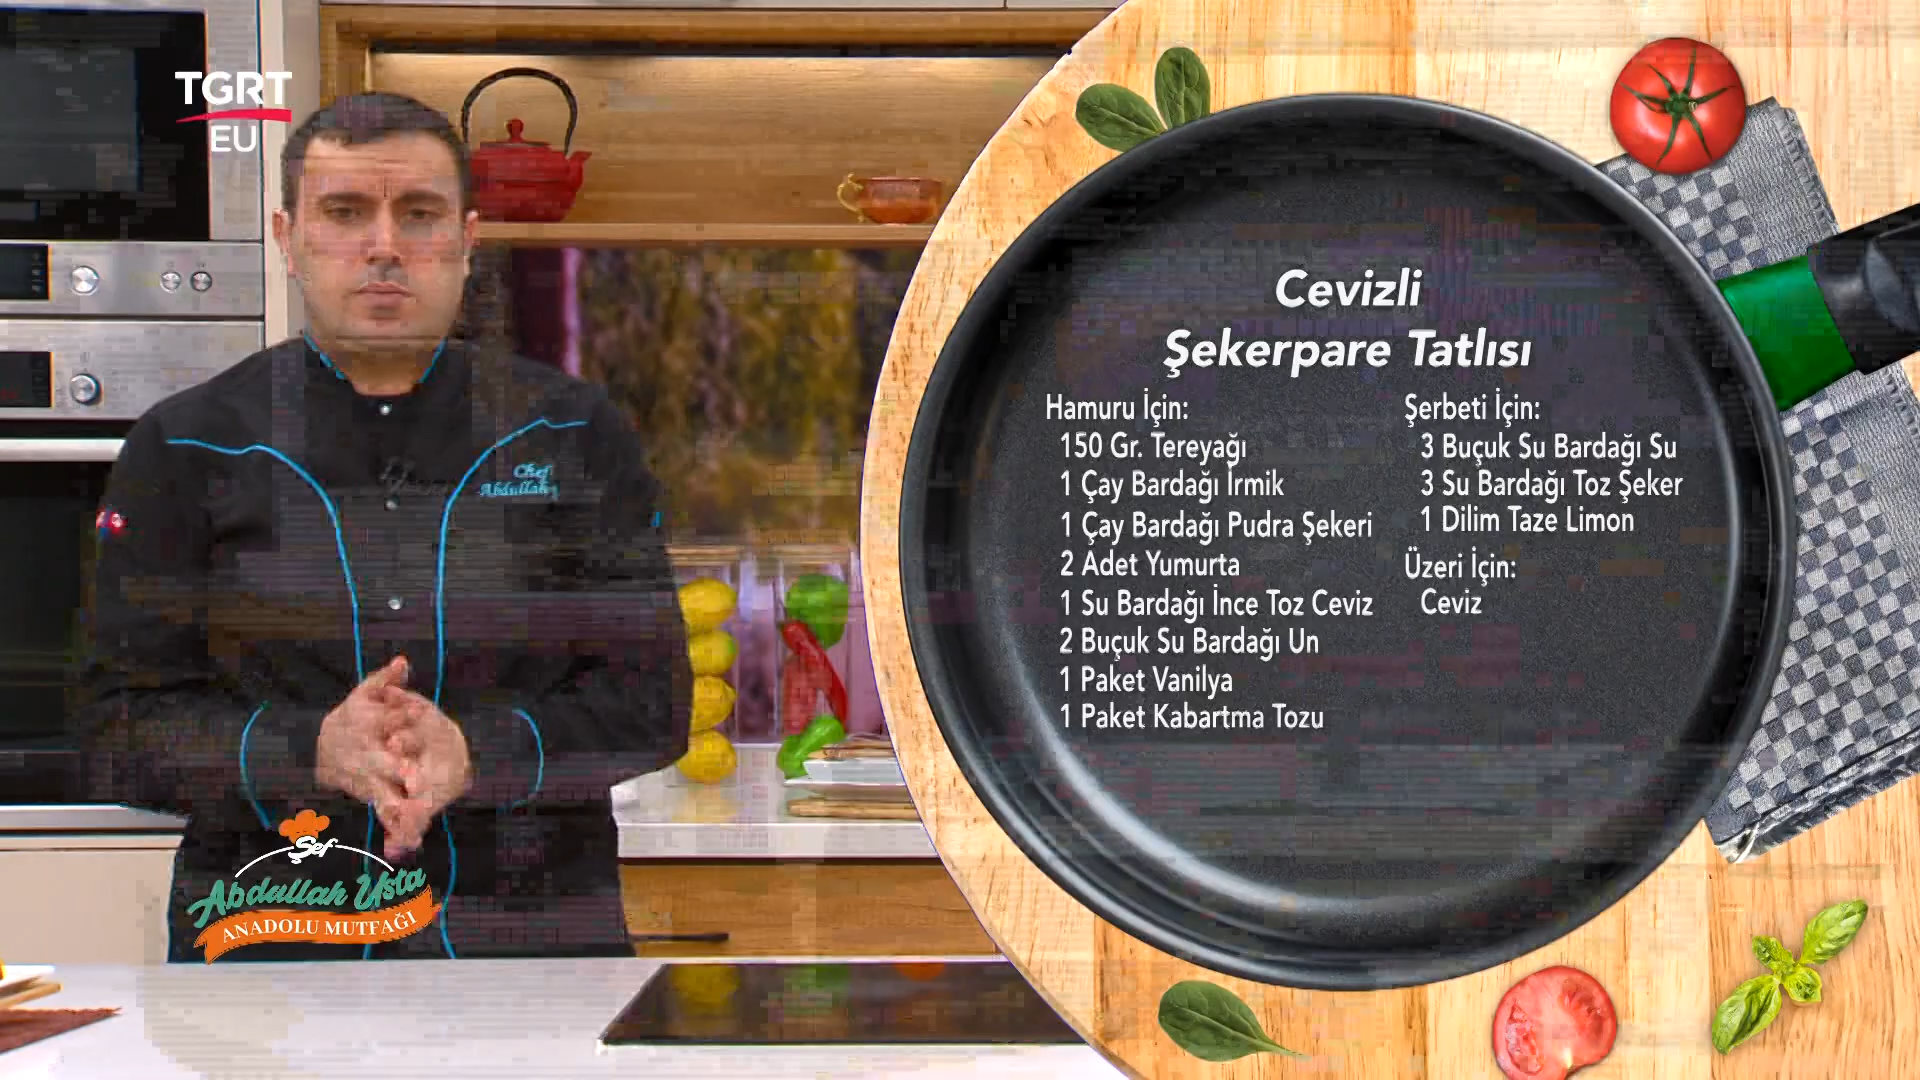 TGRT
EU
Chef
Abdullah
Şef
Abdullah Usta
ANADOLU MUTFAĞI
Cevizli
Şekerpare Tatlısı
Hamuru İçin:
150 Gr. Tereyağı
1 Çay Bardağı İrmik
1 Çay Bardağı Pudra Şekeri
2 Adet Yumurta
1 Su Bardağı İnce Toz Ceviz
2 Buçuk Su Bardağı Un
1 Paket Vanilya
1 Paket Kabartma Tozu
Şerbeti İçin:
3 Buçuk Su Bardağı Su
3 Su Bardağı Toz Şeker
1 Dilim Taze Limon
Üzeri İçin:
Ceviz